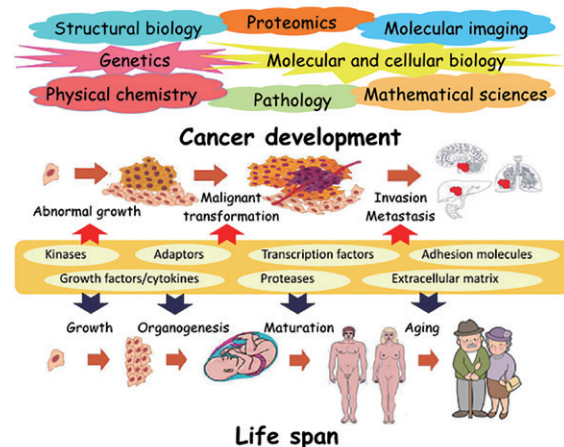 Structural biology
Proteomics
Molecular imaging
Genetics
Molecular and cellular biology
Physical chemistry
Pathology
Mathematical sciences
Cancer development
Abnormal growth
Malignant
transformation
Invasion
Metastasis
Kinases
Adaptors
Transcription factors
Adhesion molecules
Growth factors/cytokines
Proteases
Extracellular matrix
Growth
Organogenesis
Maturation
Aging
Life span